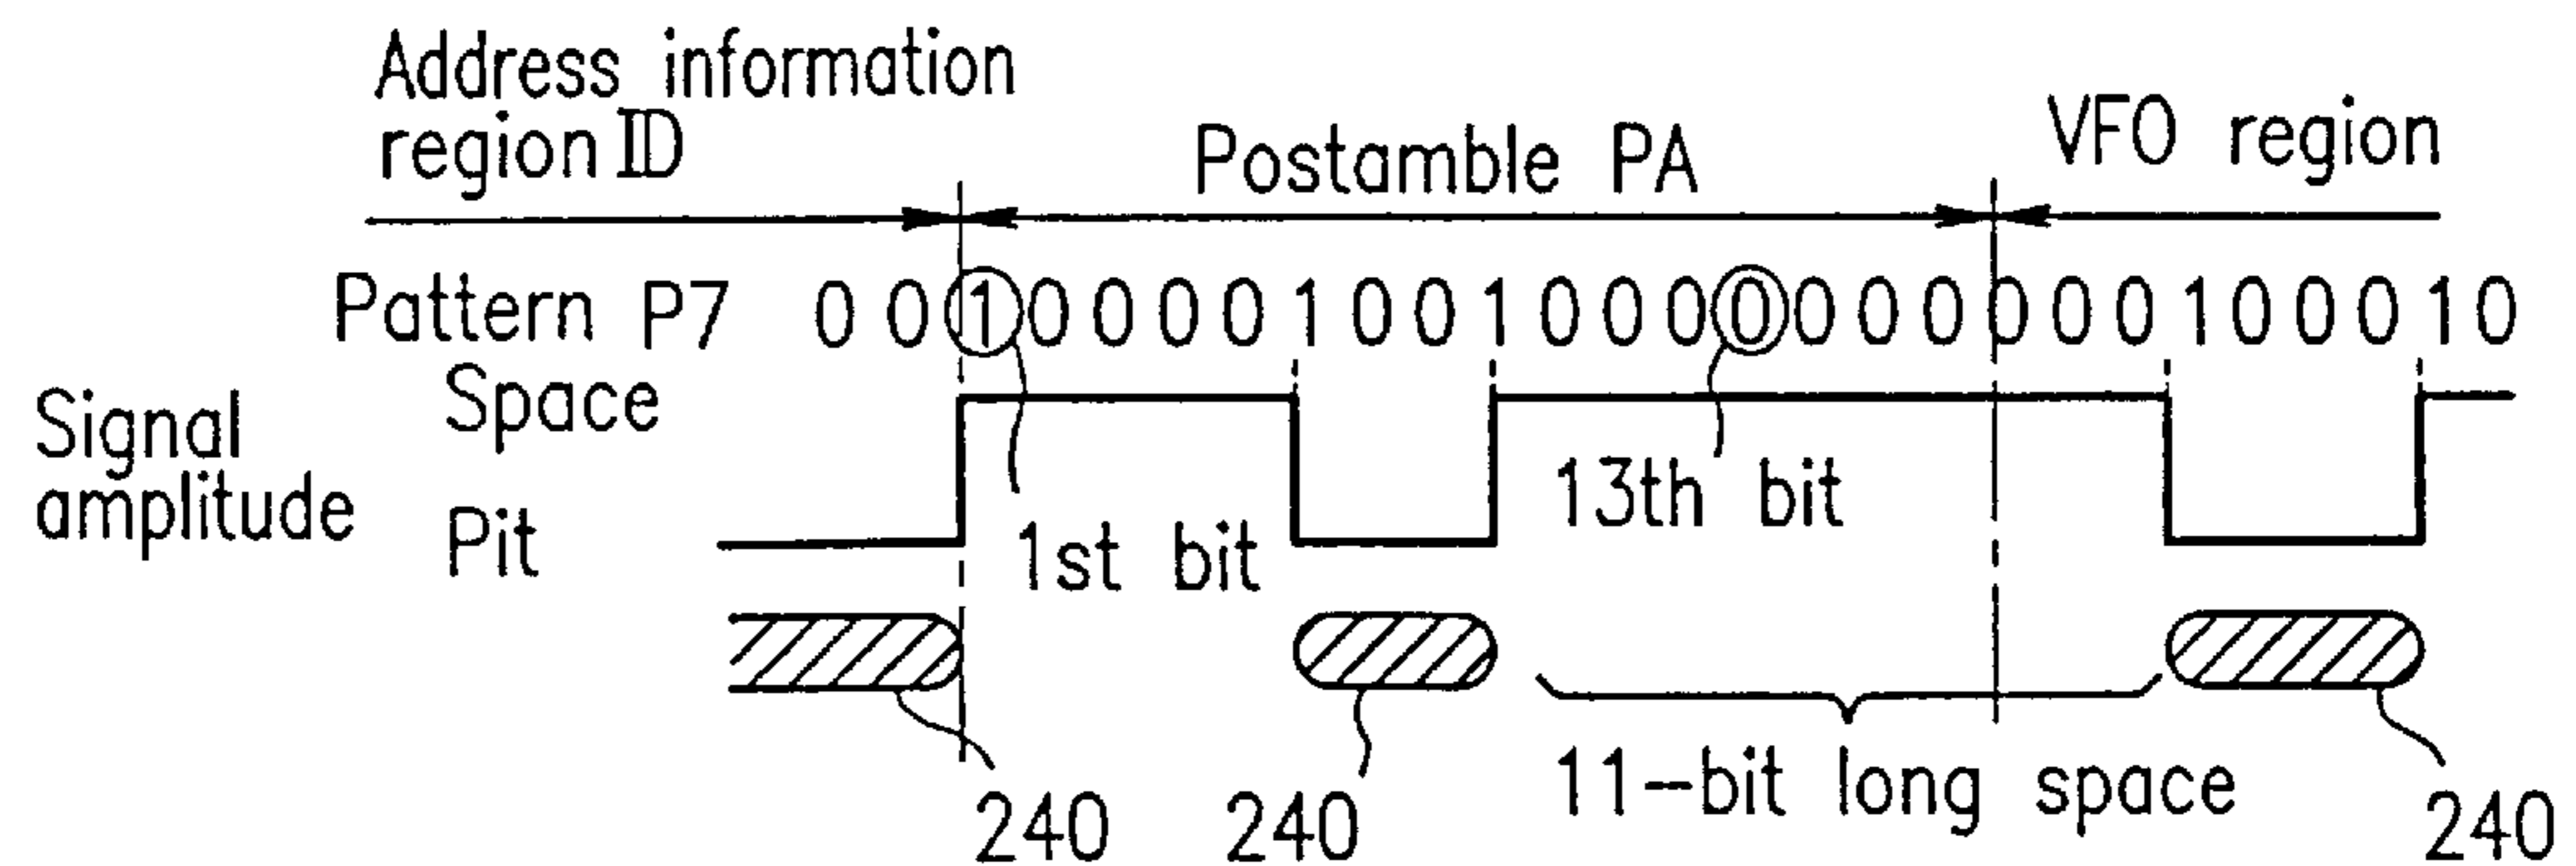 Address information
region ID
Postamble PA
VFO region
Pattern P7 0 0 1 0 0 0 0 1 0 0 1 0 0 0 0 0 0 0 0 0 0 1 0 0 0 1 0
Space
Signal
amplitude
Pit
1st bit
13th bit
11-bit long space
240
240
240